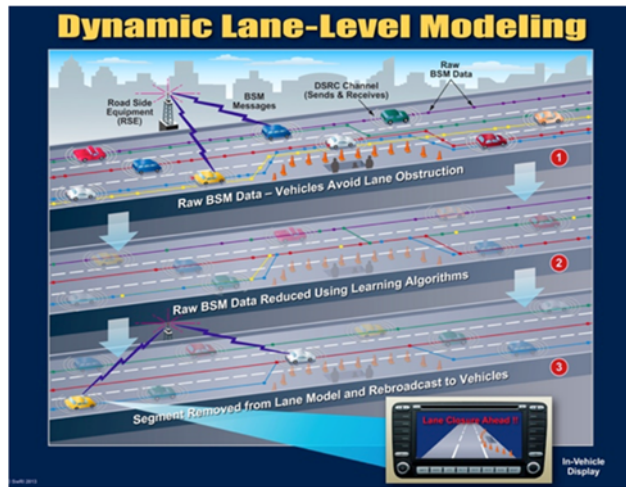 Dynamic Lane-Level Modeling
Road Side
Equipment
(RSE)
BSM
Messages
DSRC Channel
(Sends & Receives)
Raw
BSM Data
1
Raw BSM Data – Vehicles Avoid Lane Obstruction
2
Raw BSM Data Reduced Using Learning Algorithms
3
Segment Removed from Lane Model and Rebroadcast to Vehicles
Lane Closure Ahead !!
In-Vehicle
Display
© SwRI 2013